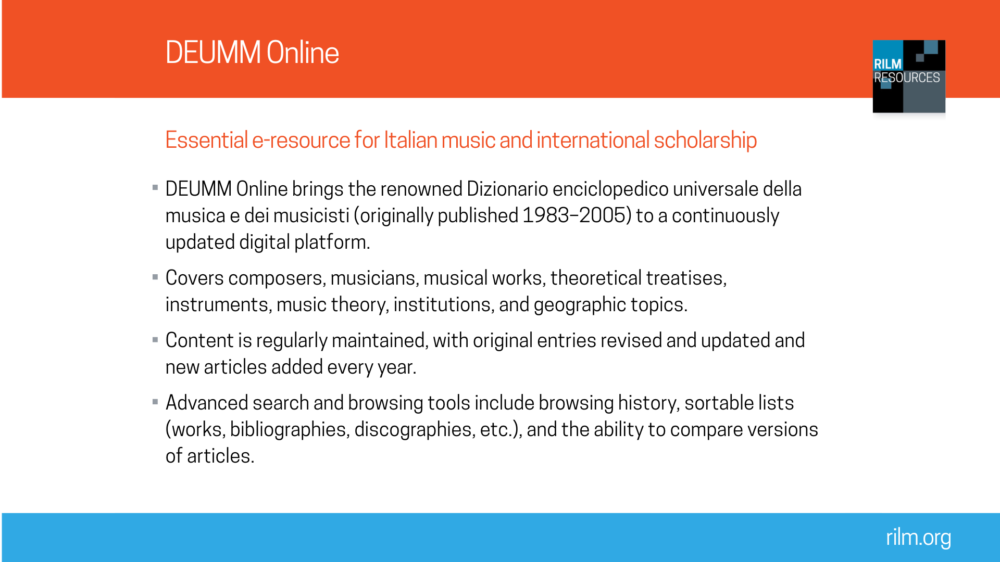 DEUMM Online
RILM
RESOURCES
Essential e-resource for Italian music and international scholarship
▪ DEUMM Online brings the renowned Dizionario enciclopedico universale della
musica e dei musicisti (originally published 1983–2005) to a continuously
updated digital platform.
▪ Covers composers, musicians, musical works, theoretical treatises,
instruments, music theory, institutions, and geographic topics.
▪ Content is regularly maintained, with original entries revised and updated and
new articles added every year.
▪ Advanced search and browsing tools include browsing history, sortable lists
(works, bibliographies, discographies, etc.), and the ability to compare versions
of articles.
rilm.org